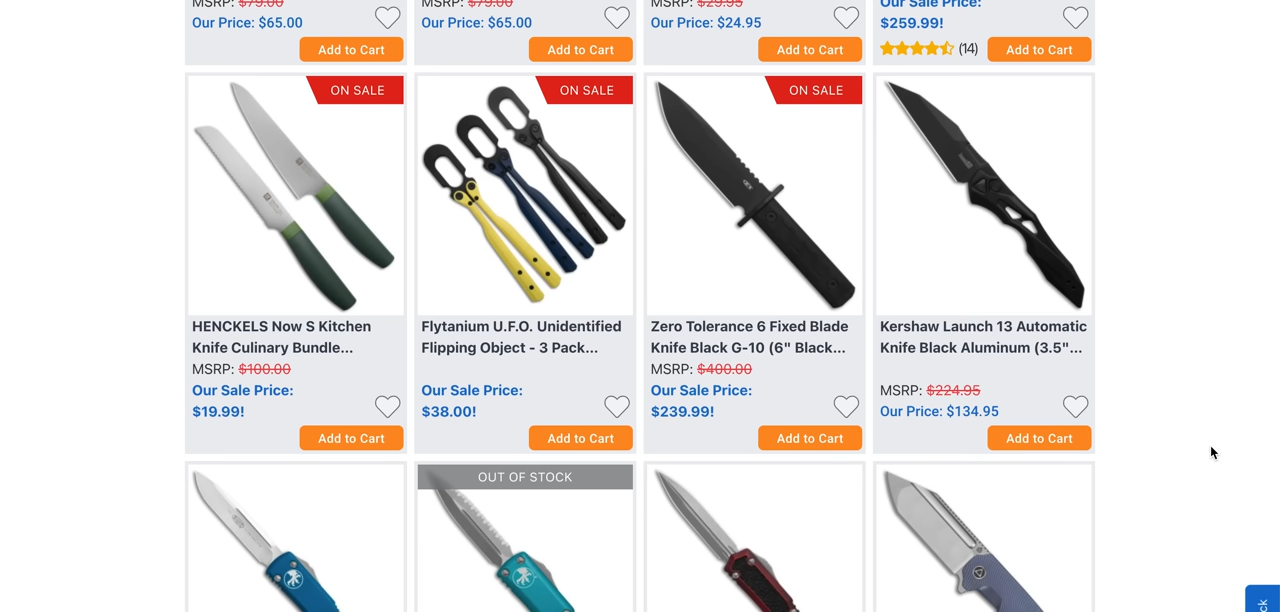 MSRP: $79.00
Our Price: $65.00
Add to Cart
MSRP: $79.00
Our Price: $65.00
Add to Cart
MSRP: $29.95
Our Price: $24.95
Add to Cart
Our Sale Price:
$259.99!
(14)
Add to Cart
ON SALE
HENCKELS Now S Kitchen
Knife Culinary Bundle...
MSRP: $100.00
Our Sale Price:
$19.99!
Add to Cart
ON SALE
Flytanium U.F.O. Unidentified
Flipping Object - 3 Pack...
Our Sale Price:
$38.00!
Add to Cart
ON SALE
Zero Tolerance 6 Fixed Blade
Knife Black G-10 (6" Black...
MSRP: $400.00
Our Sale Price:
$239.99!
Add to Cart
Kershaw Launch 13 Automatic
Knife Black Aluminum (3.5"...
MSRP: $224.95
Our Price: $134.95
Add to Cart
OUT OF STOCK